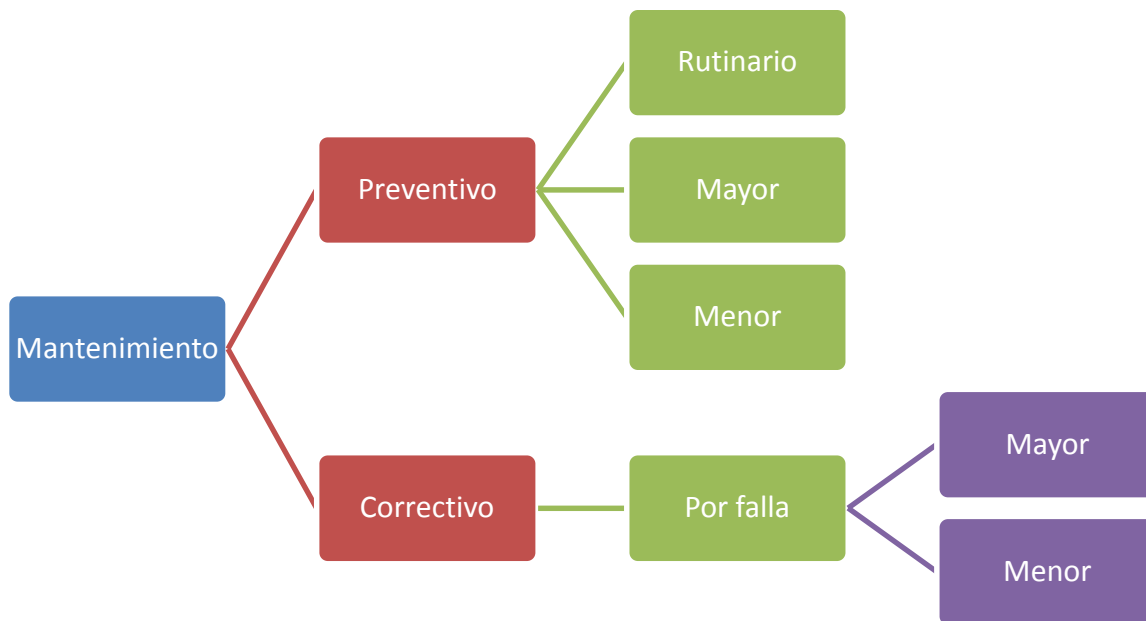 Mantenimiento
Preventivo
Rutinario
Mayor
Menor
Correctivo
Por falla
Mayor
Menor